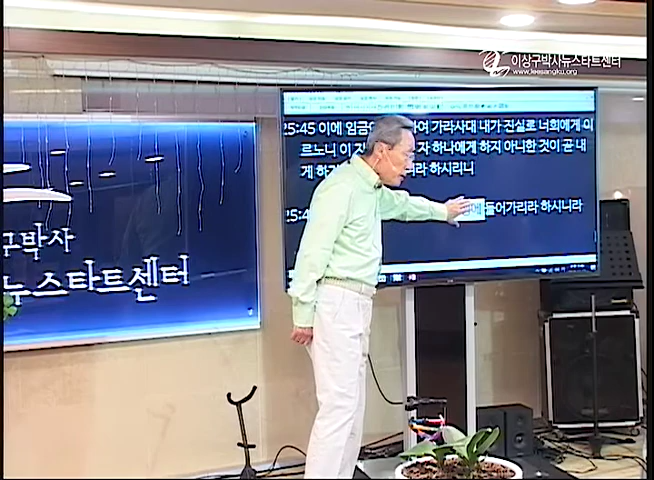 이상구박사뉴스타트센터
www.leesangku.org
25:45 이에 임금 하여 가라사대 내가 진실로 너희에게 이
르노니 이 자 하나에게 하지 아니한 것이 곧 내
게 하 라 하시리니
들어가리라 하시니라
구박사
뉴스타트센터